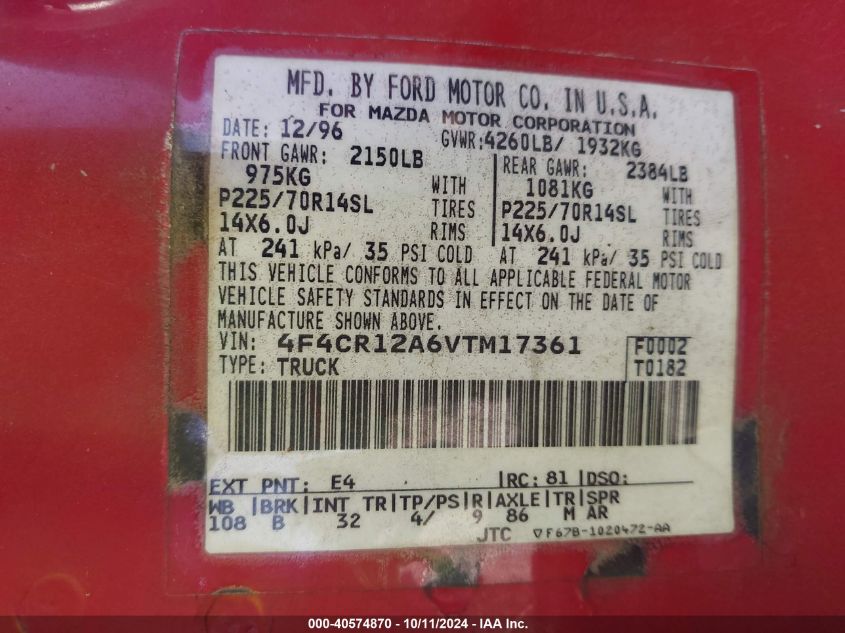 MFD. BY FORD MOTOR CO. IN U.S.A.
FOR MAZDA MOTOR CORPORATION
DATE: 12/96 GVWR:4260LB/ 1932KG
FRONT GAWR: 2150LB REAR GAWR: 2384LB
975KG WITH 1081KG WITH
P225/70R14SL TIRES P225/70R14SL TIRES
14X6.0J RIMS 14X6.0J RIMS
AT 241 kPa/ 35 PSI COLD AT 241 kPa/ 35 PSI COLD
THIS VEHICLE CONFORMS TO ALL APPLICABLE FEDERAL MOTOR
VEHICLE SAFETY STANDARDS IN EFFECT ON THE DATE OF
MANUFACTURE SHOWN ABOVE.
VIN: 4F4CR12A6VTM17361 F0002
TYPE: TRUCK T0182
EXT PNT: E4 |RC: 81 |DSO:
WB |BRK|INT TR|TP/PS|R|AXLE|TR|SPR
108 B 32 4/ 9 86 M AR
JTC ▽F67B-1020472-AA
000-40574870 - 10/11/2024 - IAA Inc.